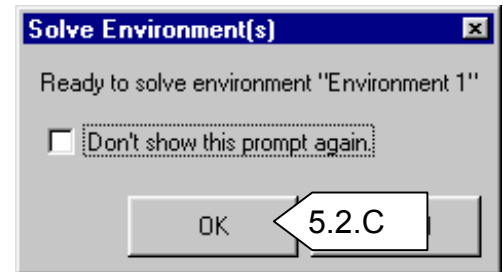 Solve Environment(s)
Ready to solve environment "Environment 1"
Don't show this prompt again.
OK
5.2.C